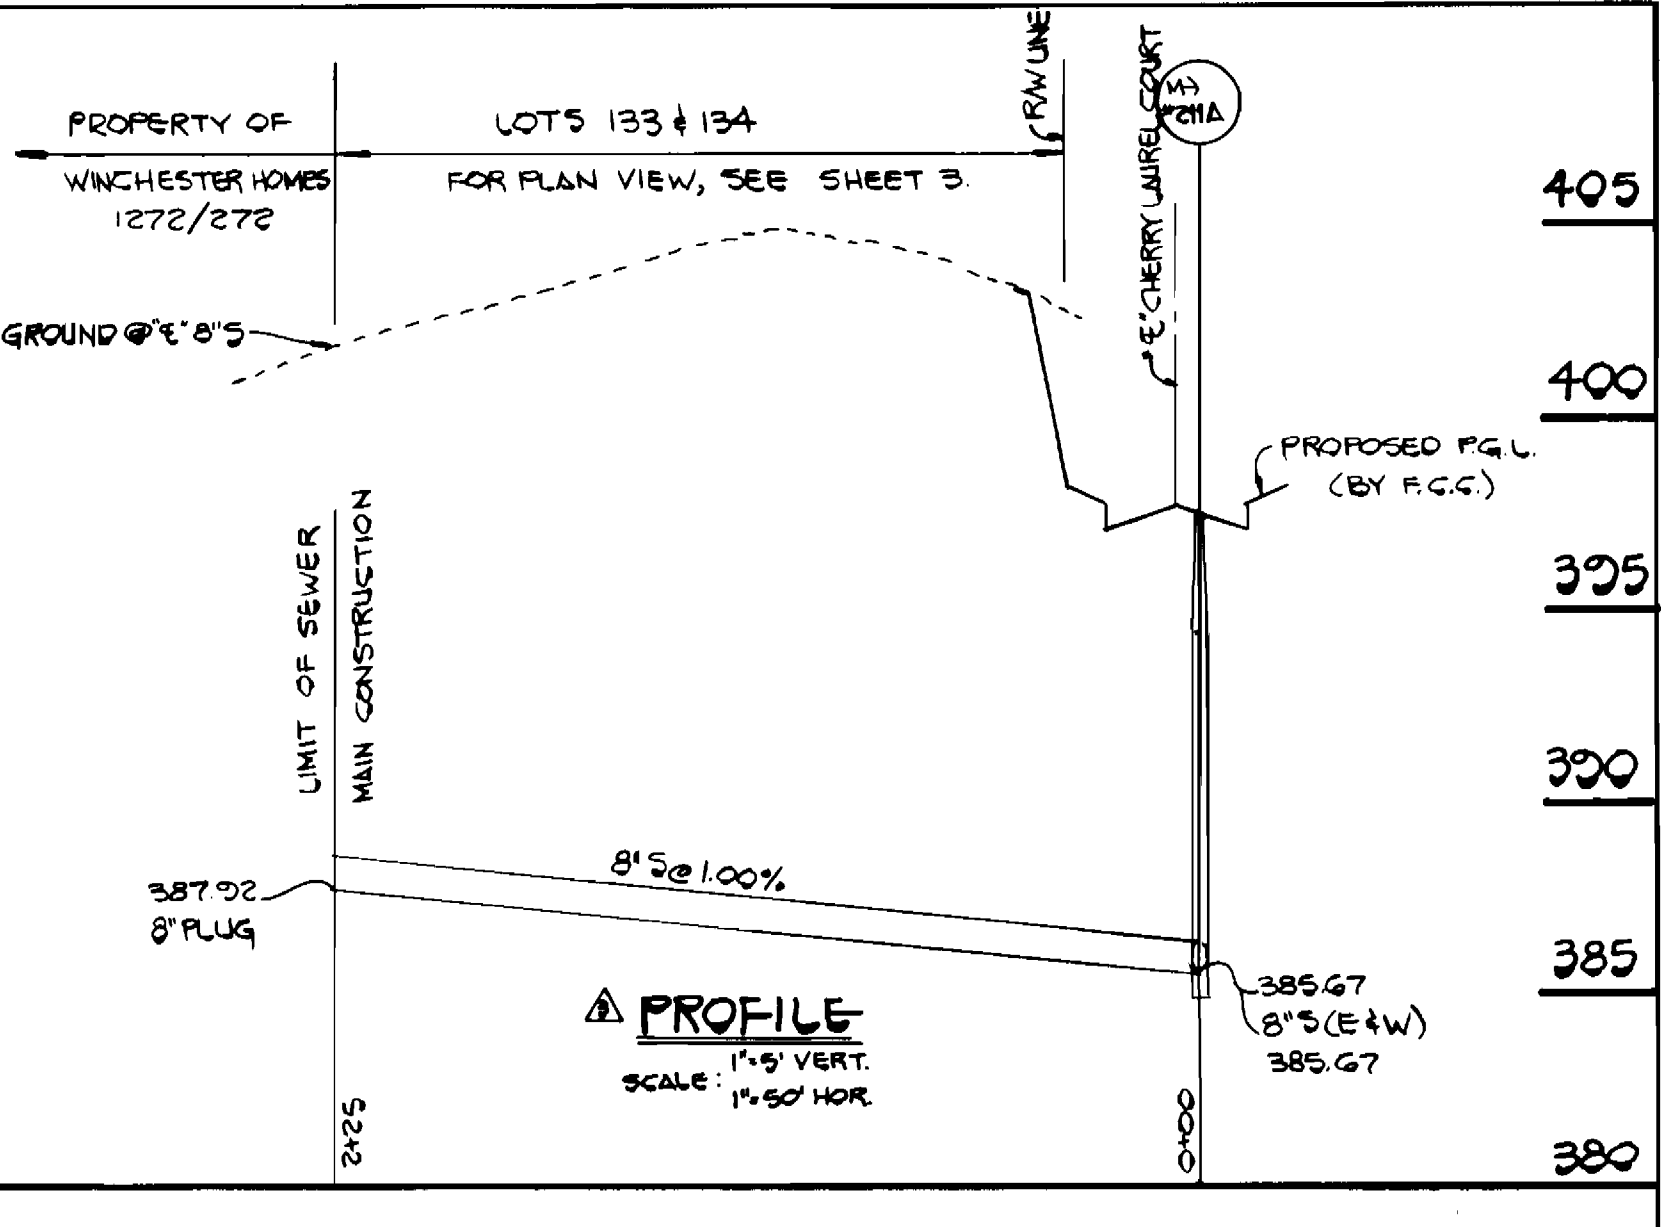 PROPERTY OF
WINCHESTER HOMES
1272/272
LOTS 133 & 134
FOR PLAN VIEW, SEE SHEET 3.
R/W LINE
"℄" CHERRY LAUREL COURT
405
GROUND @ "℄" 8"S
400
PROPOSED P.G.L.
(BY F.G.G.)
395
LIMIT OF SEWER
MAIN CONSTRUCTION
390
8"S @ 1.00%
387.92
8" PLUG
385
385.67
8"S (E & W)
385.67
PROFILE
SCALE: 1"=5' VERT.
1"=50' HOR.
2+25
0+00
380